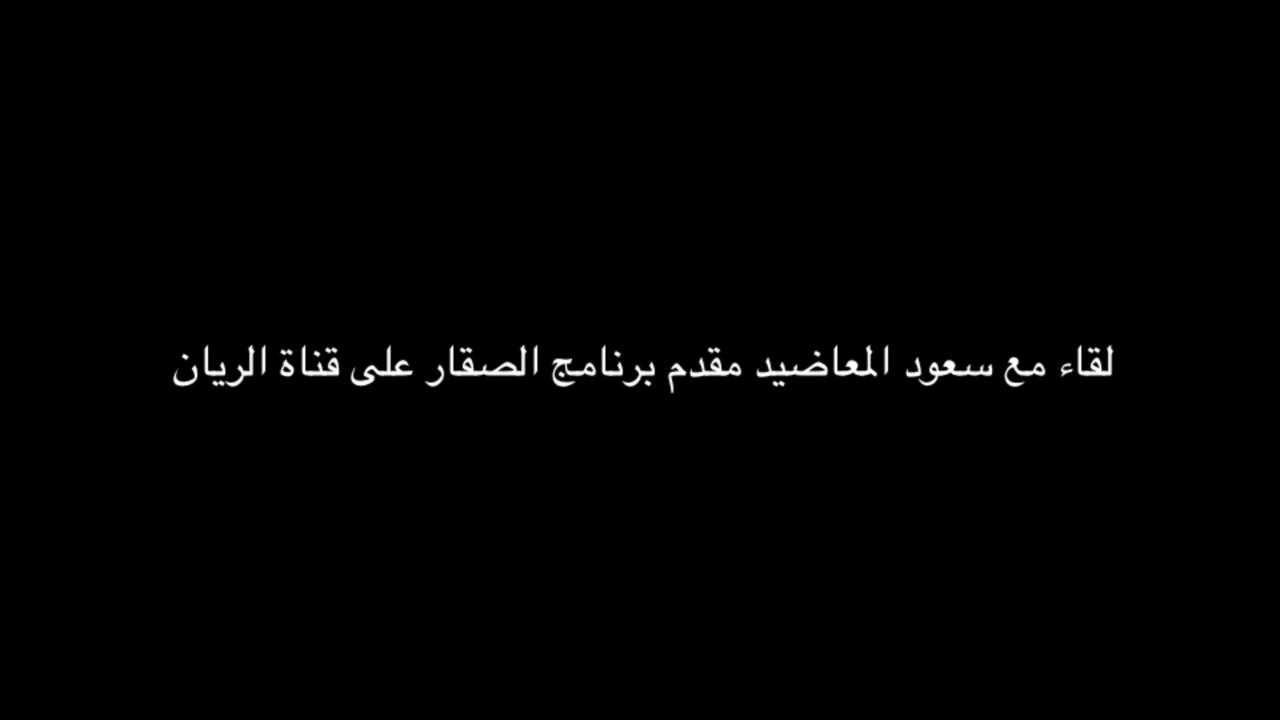 لقاء مع سعود المعاضيد مقدم برنامج الصقار على قناة الريان